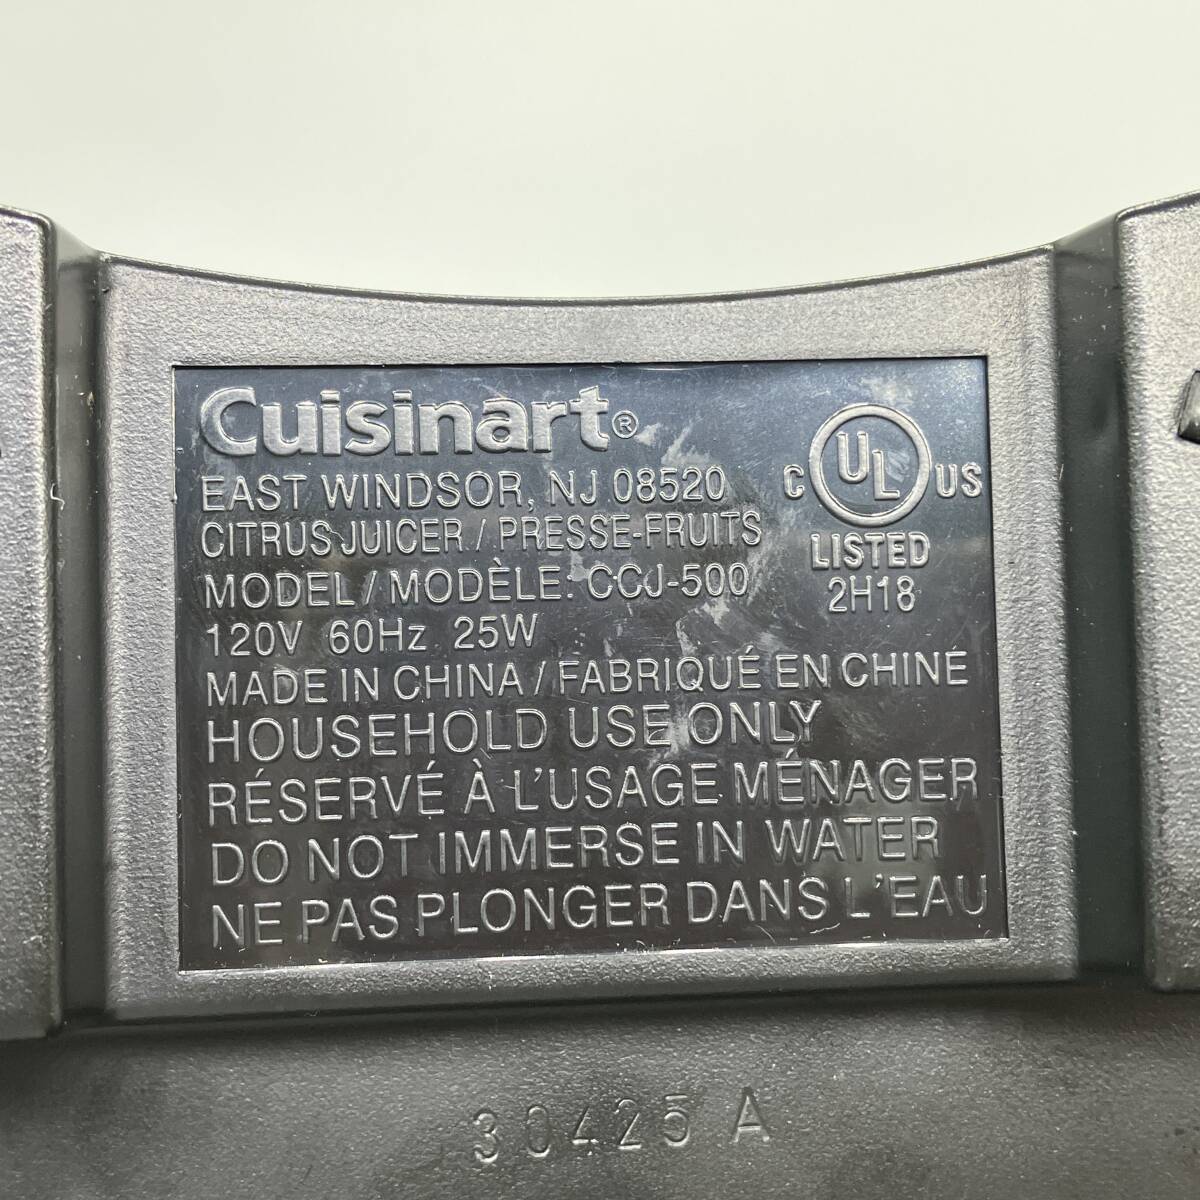 Cuisinart®
EAST WINDSOR, NJ 08520
CITRUS JUICER / PRESSE-FRUITS
MODEL / MODÈLE: CCJ-500
120V 60Hz 25W
MADE IN CHINA / FABRIQUÉ EN CHINE
HOUSEHOLD USE ONLY
RÉSERVÉ À L'USAGE MÉNAGER
DO NOT IMMERSE IN WATER
NE PAS PLONGER DANS L'EAU
C UL US
LISTED
2H18
30425 A